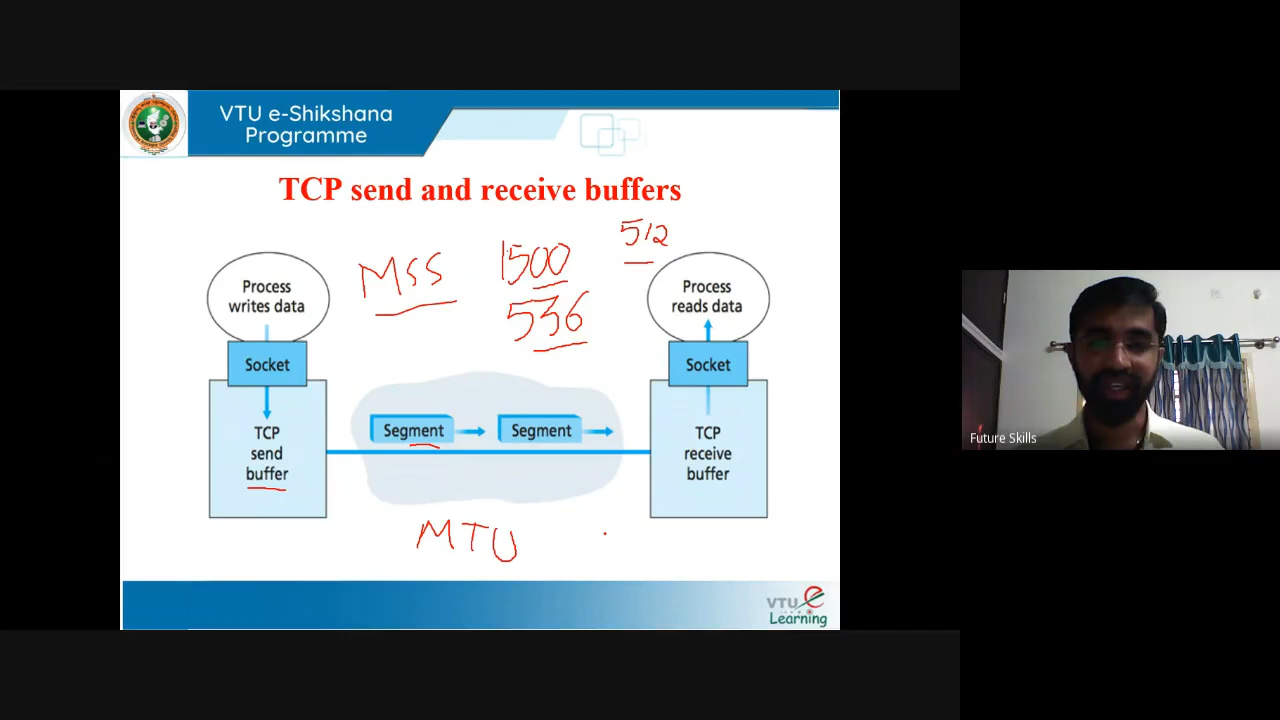 VTU e-Shikshana
Programme
TCP send and receive buffers
512
MSS
1500
536
Process
writes data
Process
reads data
Socket
Socket
Segment
Segment
TCP
send
buffer
TCP
receive
buffer
MTU
VTU e
Learning
Future Skills